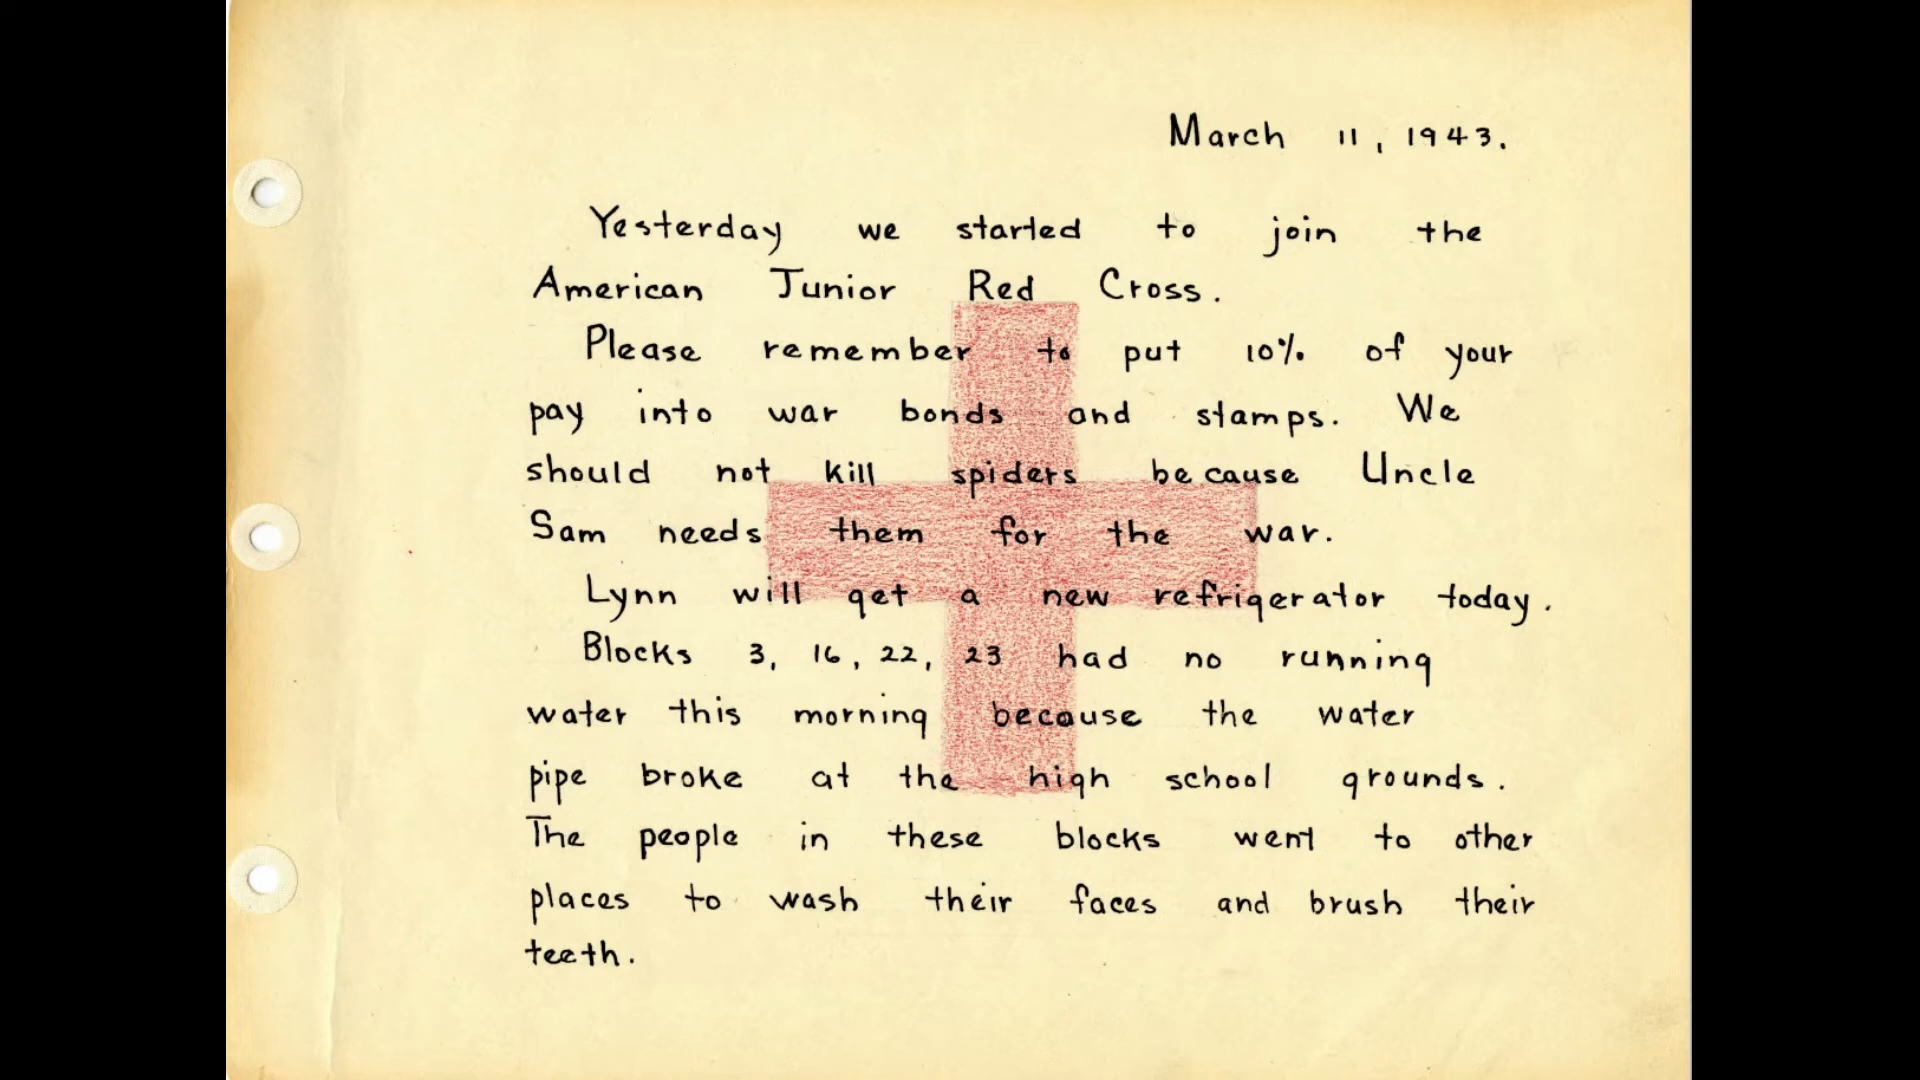 March 11, 1943.
Yesterday we started to join the
American Junior Red Cross.
Please remember to put 10% of your
pay into war bonds and stamps. We
should not kill spiders because Uncle
Sam needs them for the war.
Lynn will get a new refrigerator today.
Blocks 3, 16, 22, 23 had no running
water this morning because the water
pipe broke at the high school grounds.
The people in these blocks went to other
places to wash their faces and brush their
teeth.